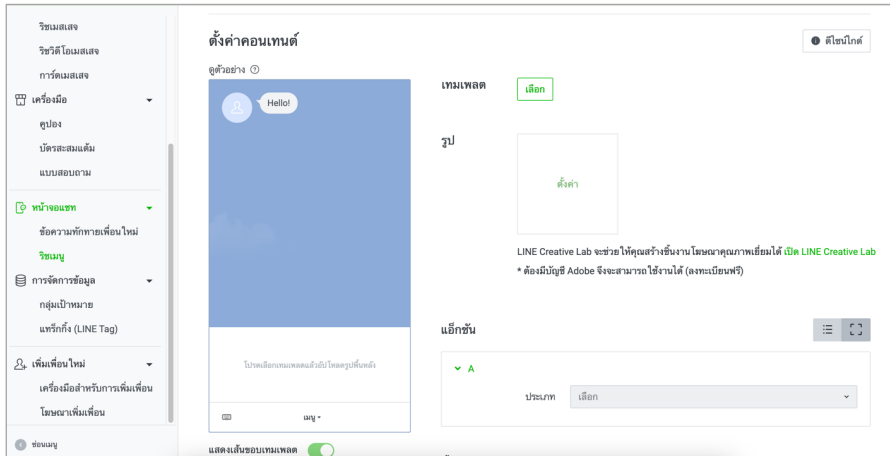 ริชเมสเสจ
ริชวิดีโอเมสเสจ
การ์ดเมสเสจ
เครื่องมือ
คูปอง
บัตรสะสมแต้ม
แบบสอบถาม
หน้าจอแชท
ข้อความทักทายเพื่อนใหม่
ริชเมนู
การจัดการข้อมูล
กลุ่มเป้าหมาย
แทร็กกิ้ง (LINE Tag)
เพิ่มเพื่อนใหม่
เครื่องมือสำหรับการเพิ่มเพื่อน
โฆษณาเพิ่มเพื่อน
ซ่อนเมนู
ตั้งค่าคอนเทนต์
ดีไซน์ไกด์
ดูตัวอย่าง
Hello!
โปรดเลือกเทมเพลตแล้วอัปโหลดรูปพื้นหลัง
เมนู
แสดงเส้นขอบเทมเพลต
เทมเพลต
เลือก
รูป
ตั้งค่า
LINE Creative Lab จะช่วยให้คุณสร้างชิ้นงานโฆษณาคุณภาพเยี่ยมได้ เปิด LINE Creative Lab
* ต้องมีบัญชี Adobe จึงจะสามารถใช้งานได้ (ลงทะเบียนฟรี)
แอ็กชัน
A
ประเภท
เลือก